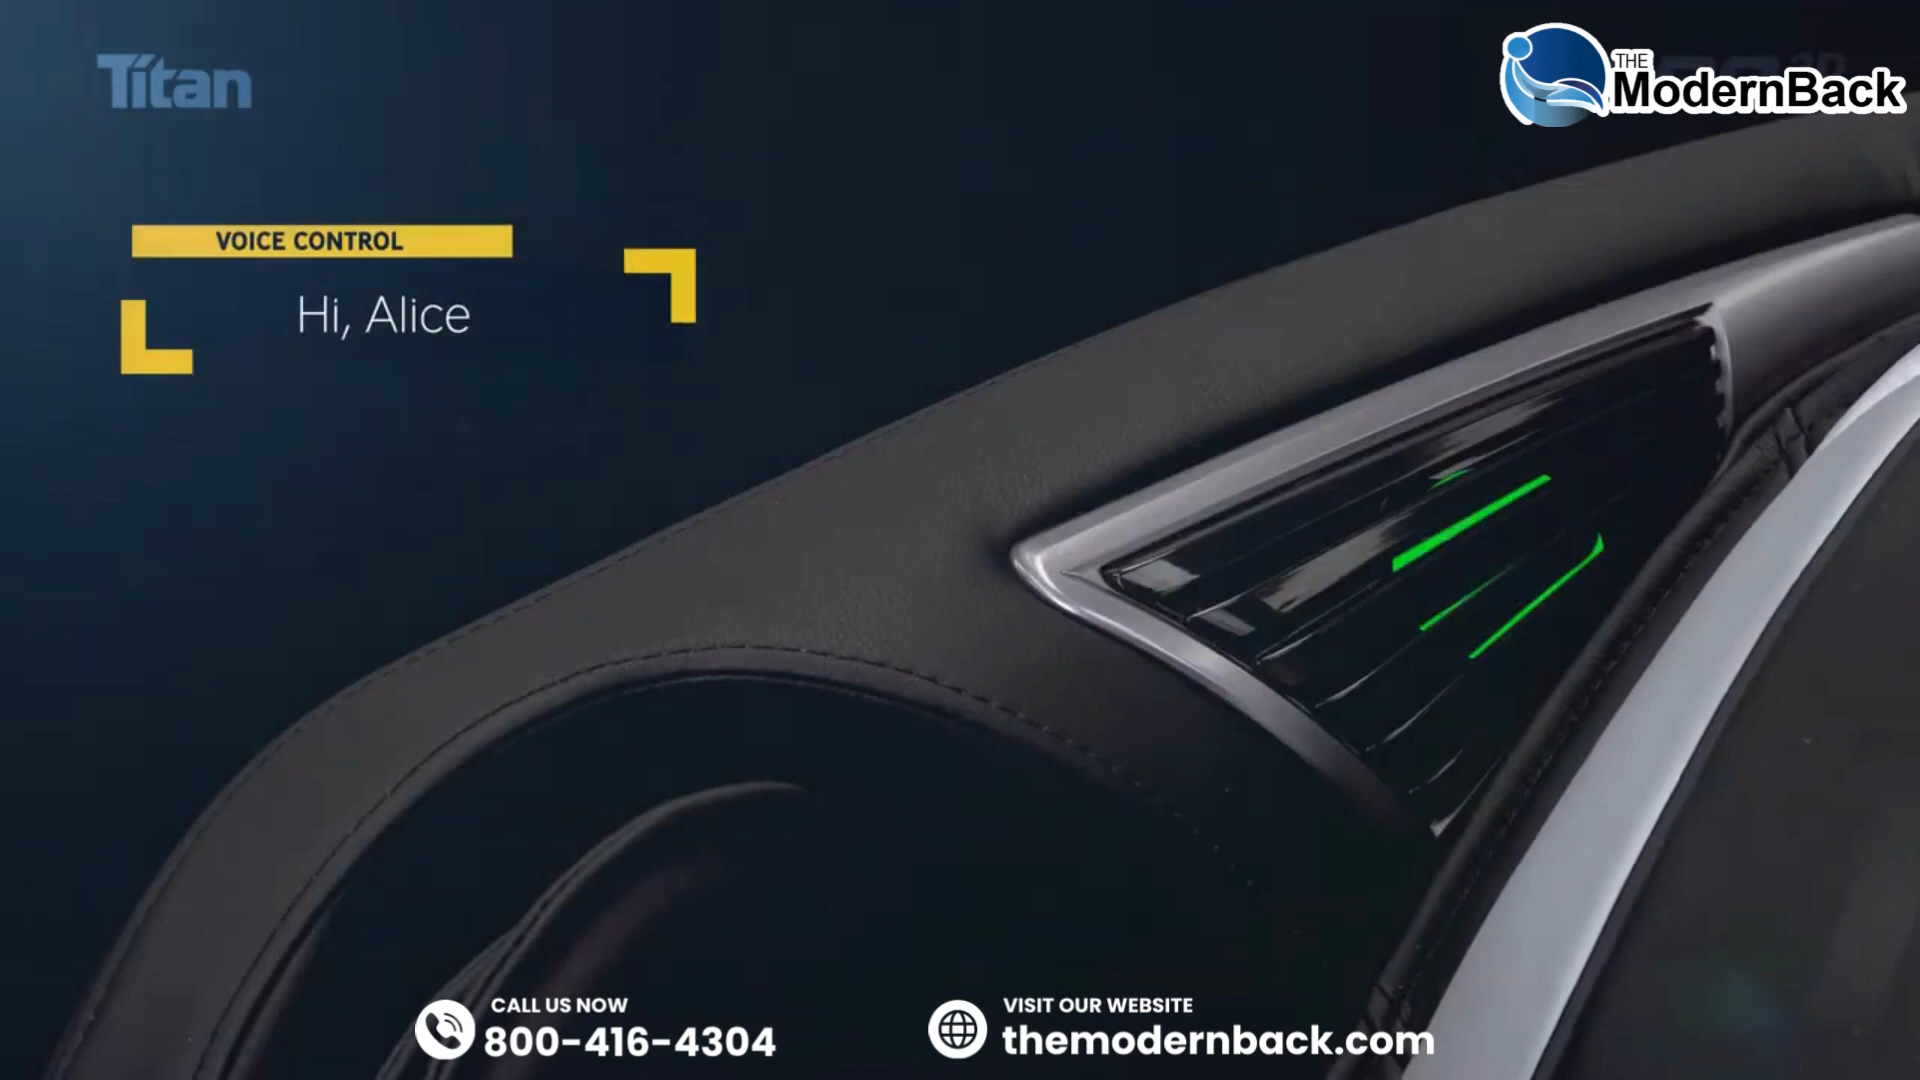 Titan
THE
ModernBack
VOICE CONTROL
Hi, Alice
CALL US NOW
800-416-4304
VISIT OUR WEBSITE
themodernback.com